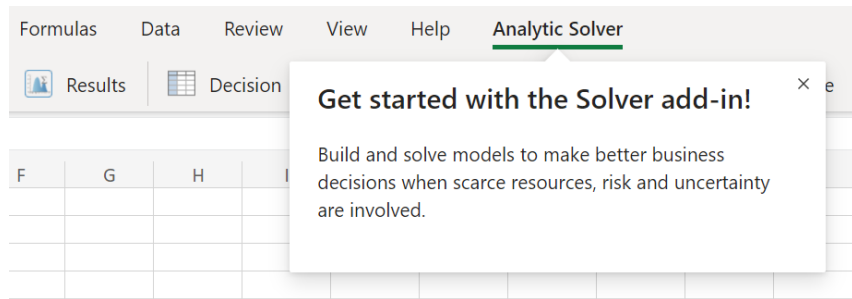 Formulas Data Review View Help Analytic Solver
Results Decision
Get started with the Solver add-in!
×
e
Build and solve models to make better business
decisions when scarce resources, risk and uncertainty
are involved.
F G H I